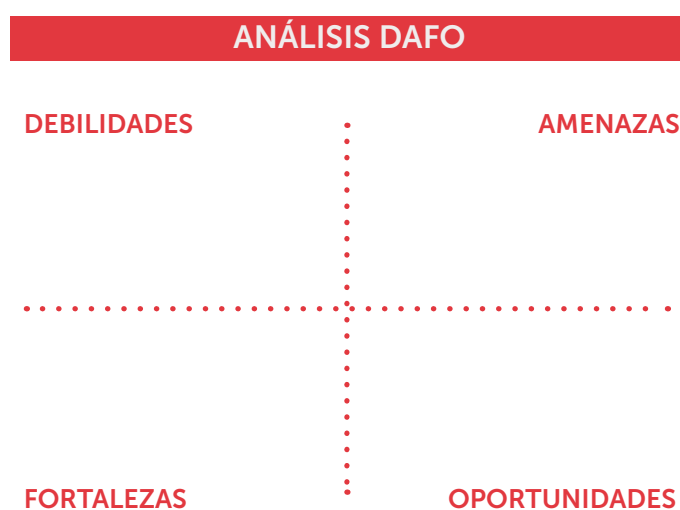 ANÁLISIS DAFO
DEBILIDADES
AMENAZAS
FORTALEZAS
OPORTUNIDADES